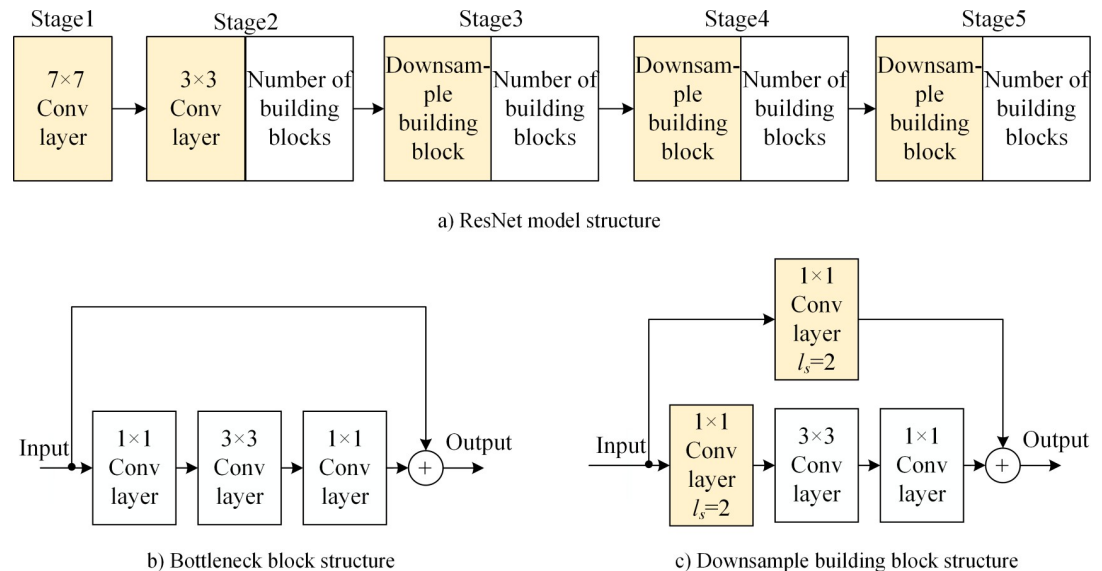 Stage1
Stage2
Stage3
Stage4
Stage5
7×7
Conv
layer
3×3
Conv
layer
Number of
building
blocks
Downsam-
ple
building
block
Number of
building
blocks
Downsam-
ple
building
block
Number of
building
blocks
Downsam-
ple
building
block
Number of
building
blocks
a) ResNet model structure
Input
1×1
Conv
layer
3×3
Conv
layer
1×1
Conv
layer
+
Output
b) Bottleneck block structure
1×1
Conv
layer
lₛ=2
Input
1×1
Conv
layer
lₛ=2
3×3
Conv
layer
1×1
Conv
layer
+
Output
c) Downsample building block structure